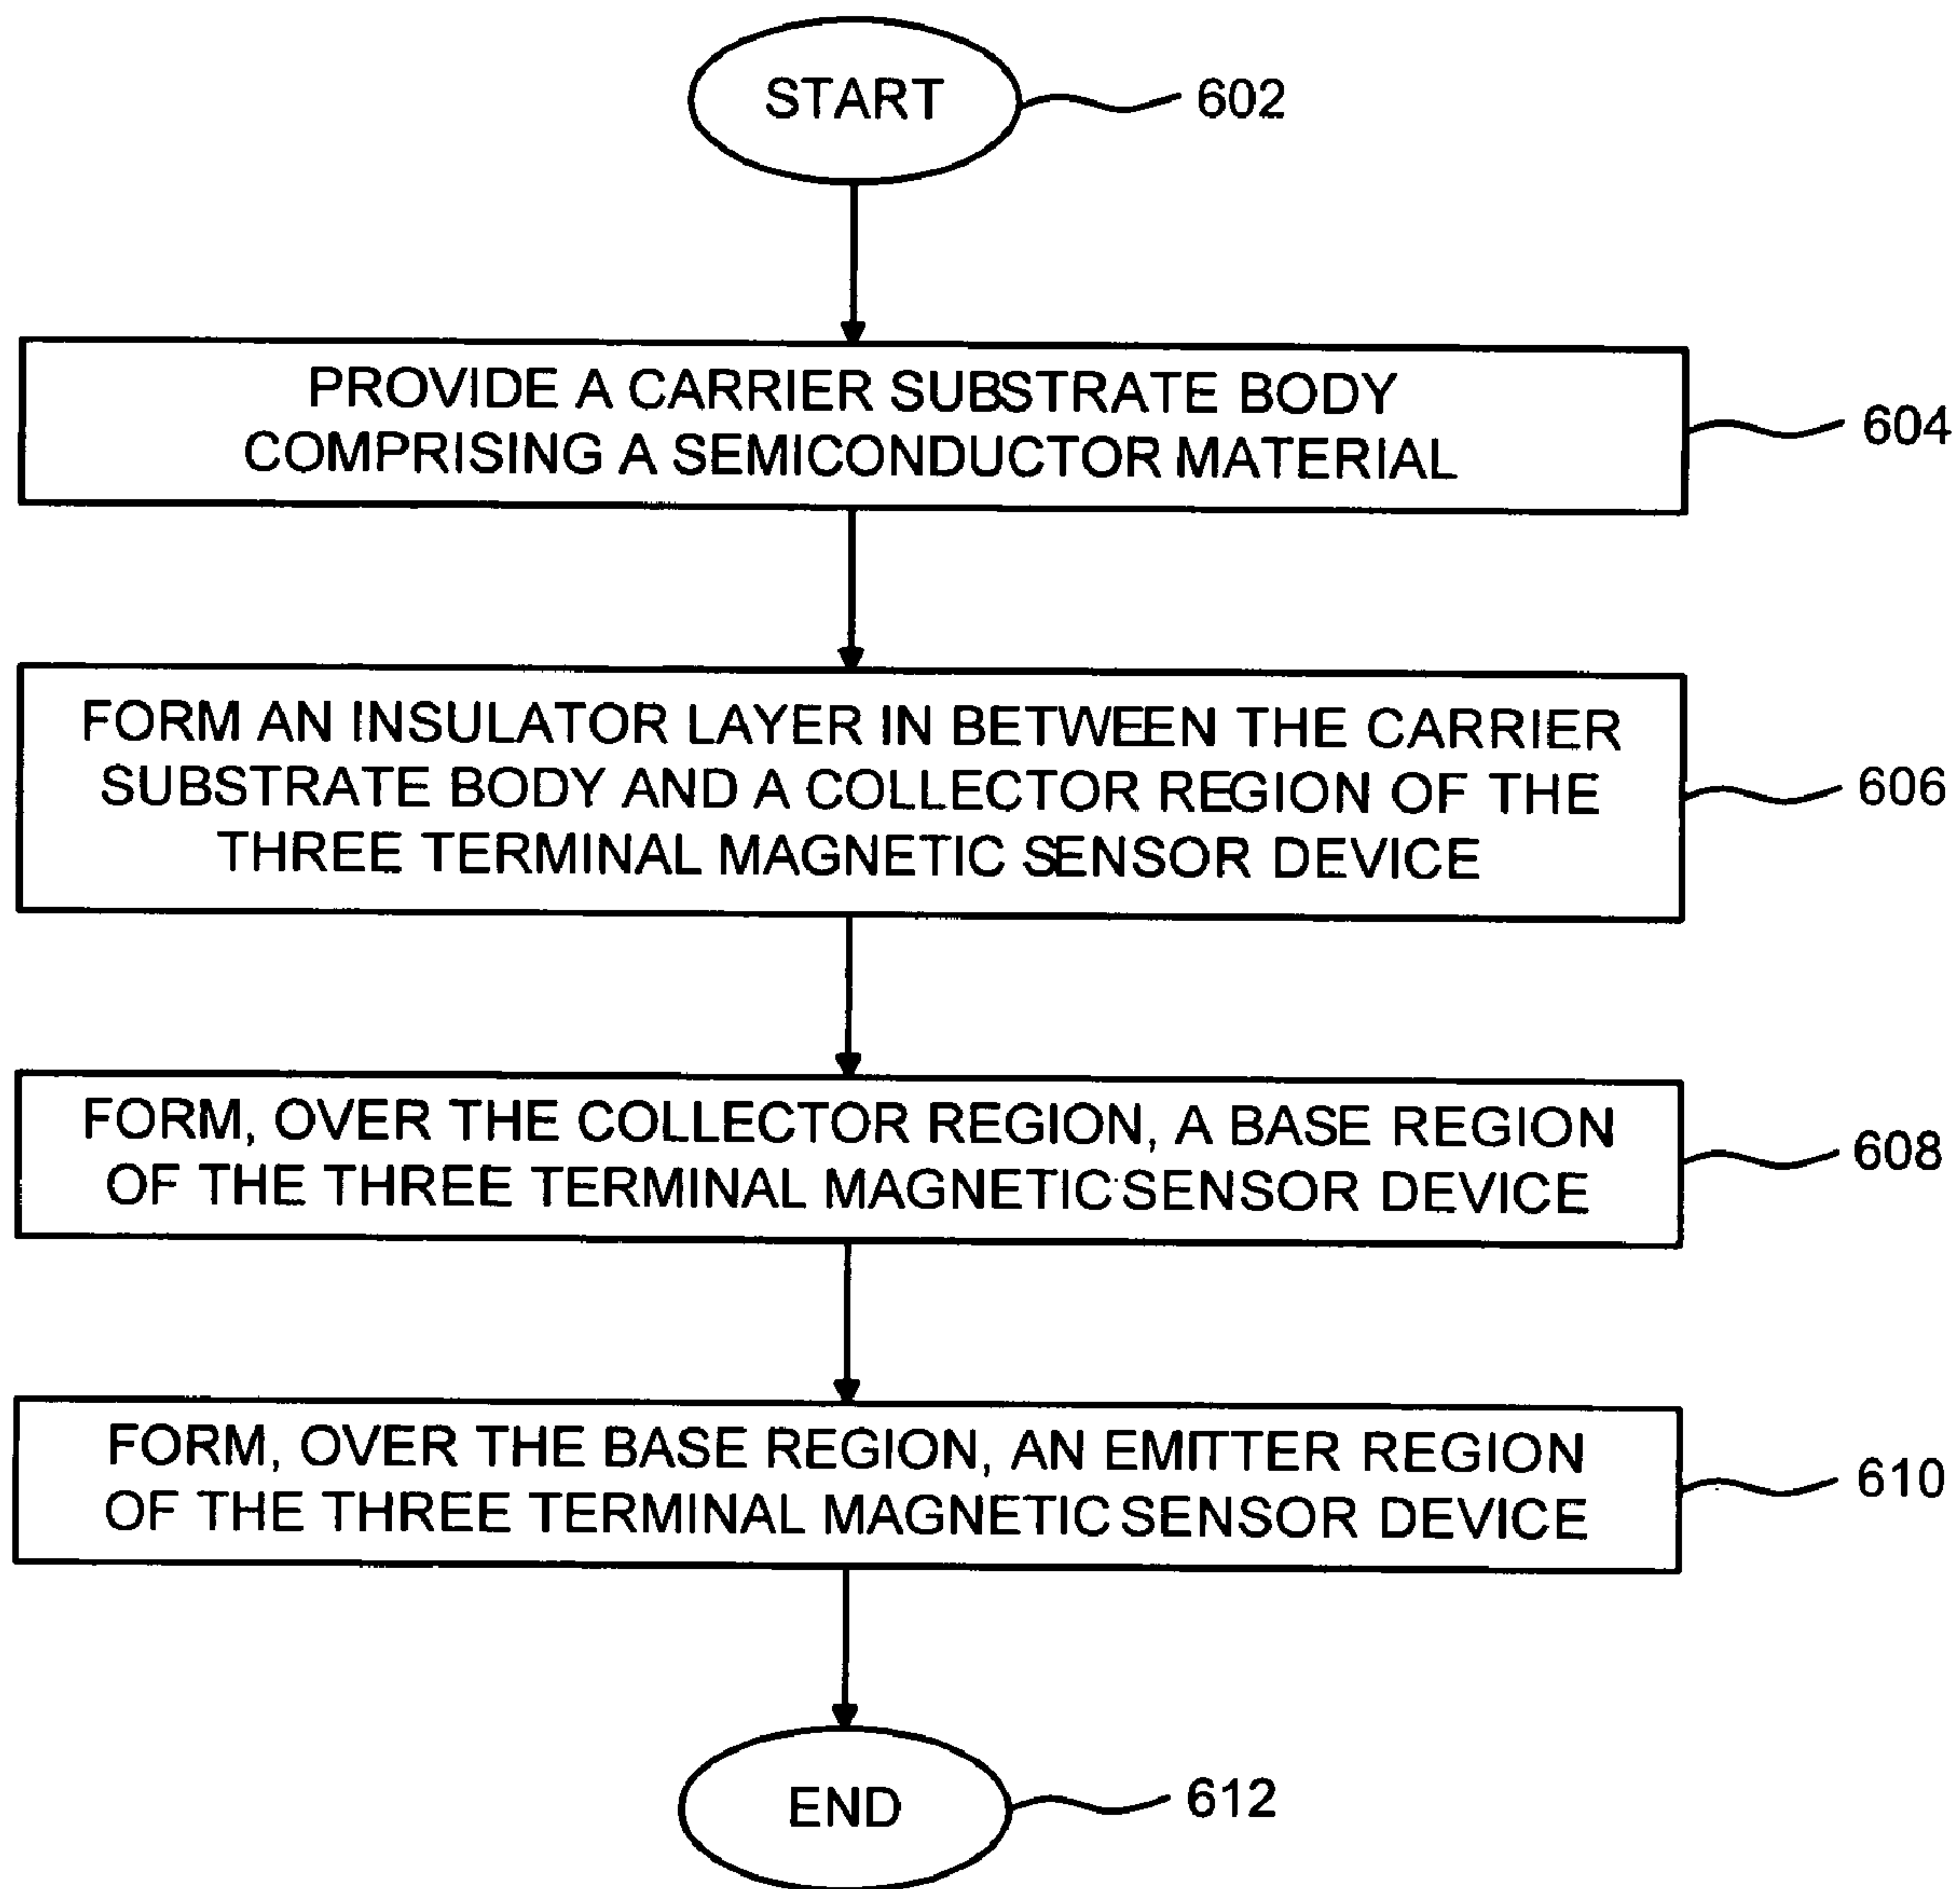 START
602
PROVIDE A CARRIER SUBSTRATE BODY
COMPRISING A SEMICONDUCTOR MATERIAL
604
FORM AN INSULATOR LAYER IN BETWEEN THE CARRIER
SUBSTRATE BODY AND A COLLECTOR REGION OF THE
THREE TERMINAL MAGNETIC SENSOR DEVICE
606
FORM, OVER THE COLLECTOR REGION, A BASE REGION
OF THE THREE TERMINAL MAGNETIC SENSOR DEVICE
608
FORM, OVER THE BASE REGION, AN EMITTER REGION
OF THE THREE TERMINAL MAGNETIC SENSOR DEVICE
610
END
612